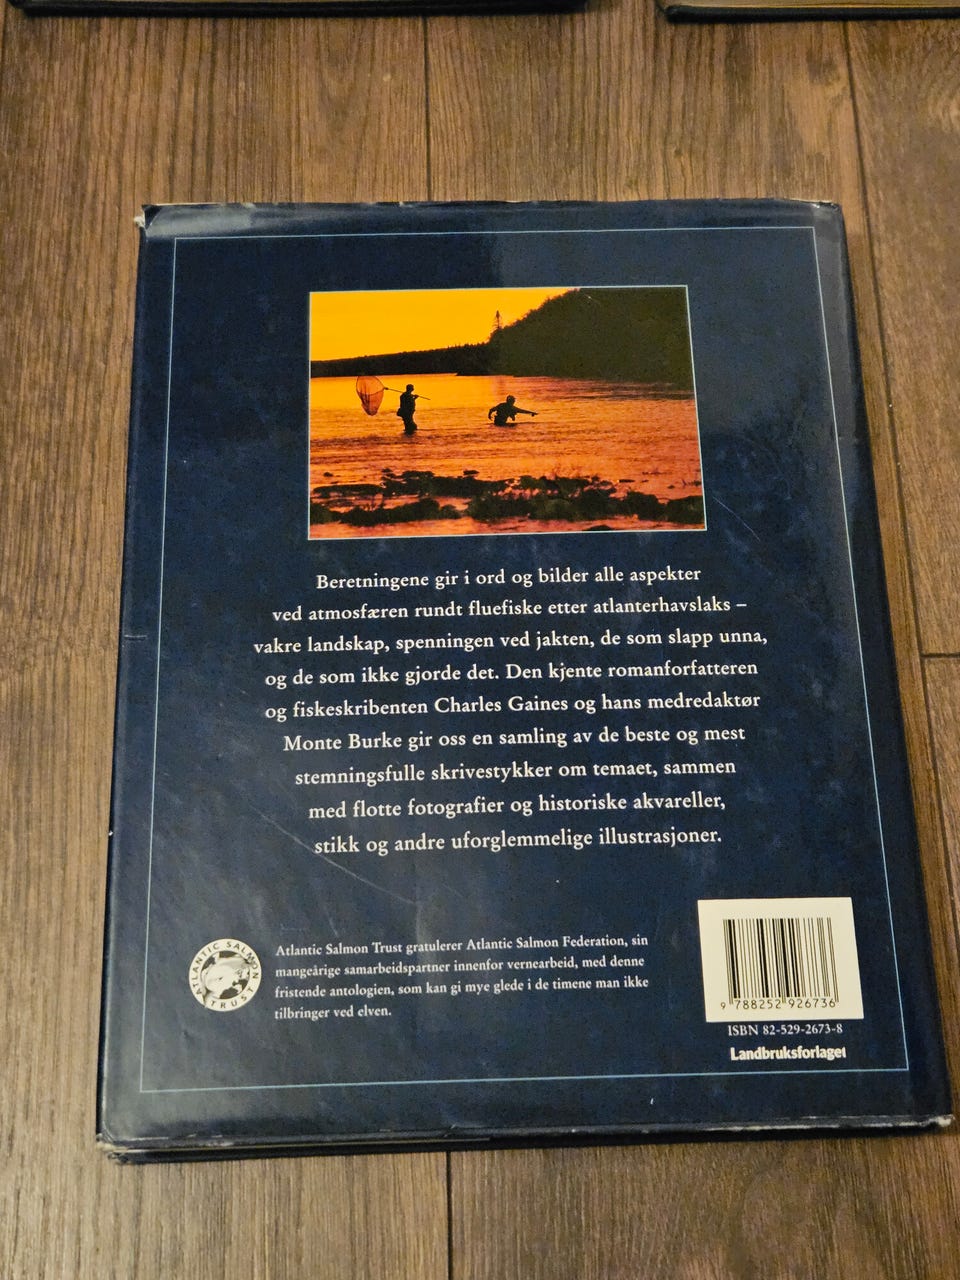 Beretningene gir i ord og bilder alle aspekter
ved atmosfæren rundt fluefiske etter atlanterhavslaks –
vakre landskap, spenningen ved jakten, de som slapp unna,
og de som ikke gjorde det. Den kjente romanforfatteren
og fiskeskribenten Charles Gaines og hans medredaktør
Monte Burke gir oss en samling av de beste og mest
stemningsfulle skrivestykker om temaet, sammen
med flotte fotografier og historiske akvareller,
stikk og andre uforglemmelige illustrasjoner.
ATLANTIC SALMON TRUST
Atlantic Salmon Trust gratulerer Atlantic Salmon Federation, sin
mangeårige samarbeidspartner innenfor vernearbeid, med denne
fristende antologien, som kan gi mye glede i de timene man ikke
tilbringer ved elven.
9 788252 926736
ISBN 82-529-2673-8
Landbruksforlaget